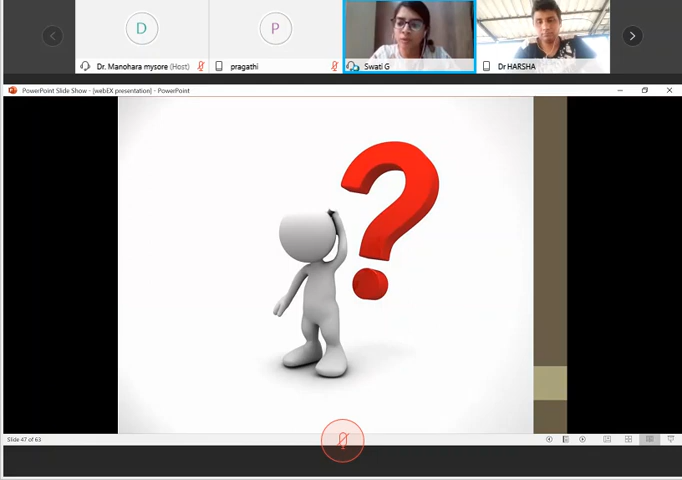 D
P
Dr. Manohara mysore (Host)
pragathi
Swati G
Dr HARSHA
PowerPoint Slide Show - [webEX presentation] - PowerPoint
Slide 47 of 63